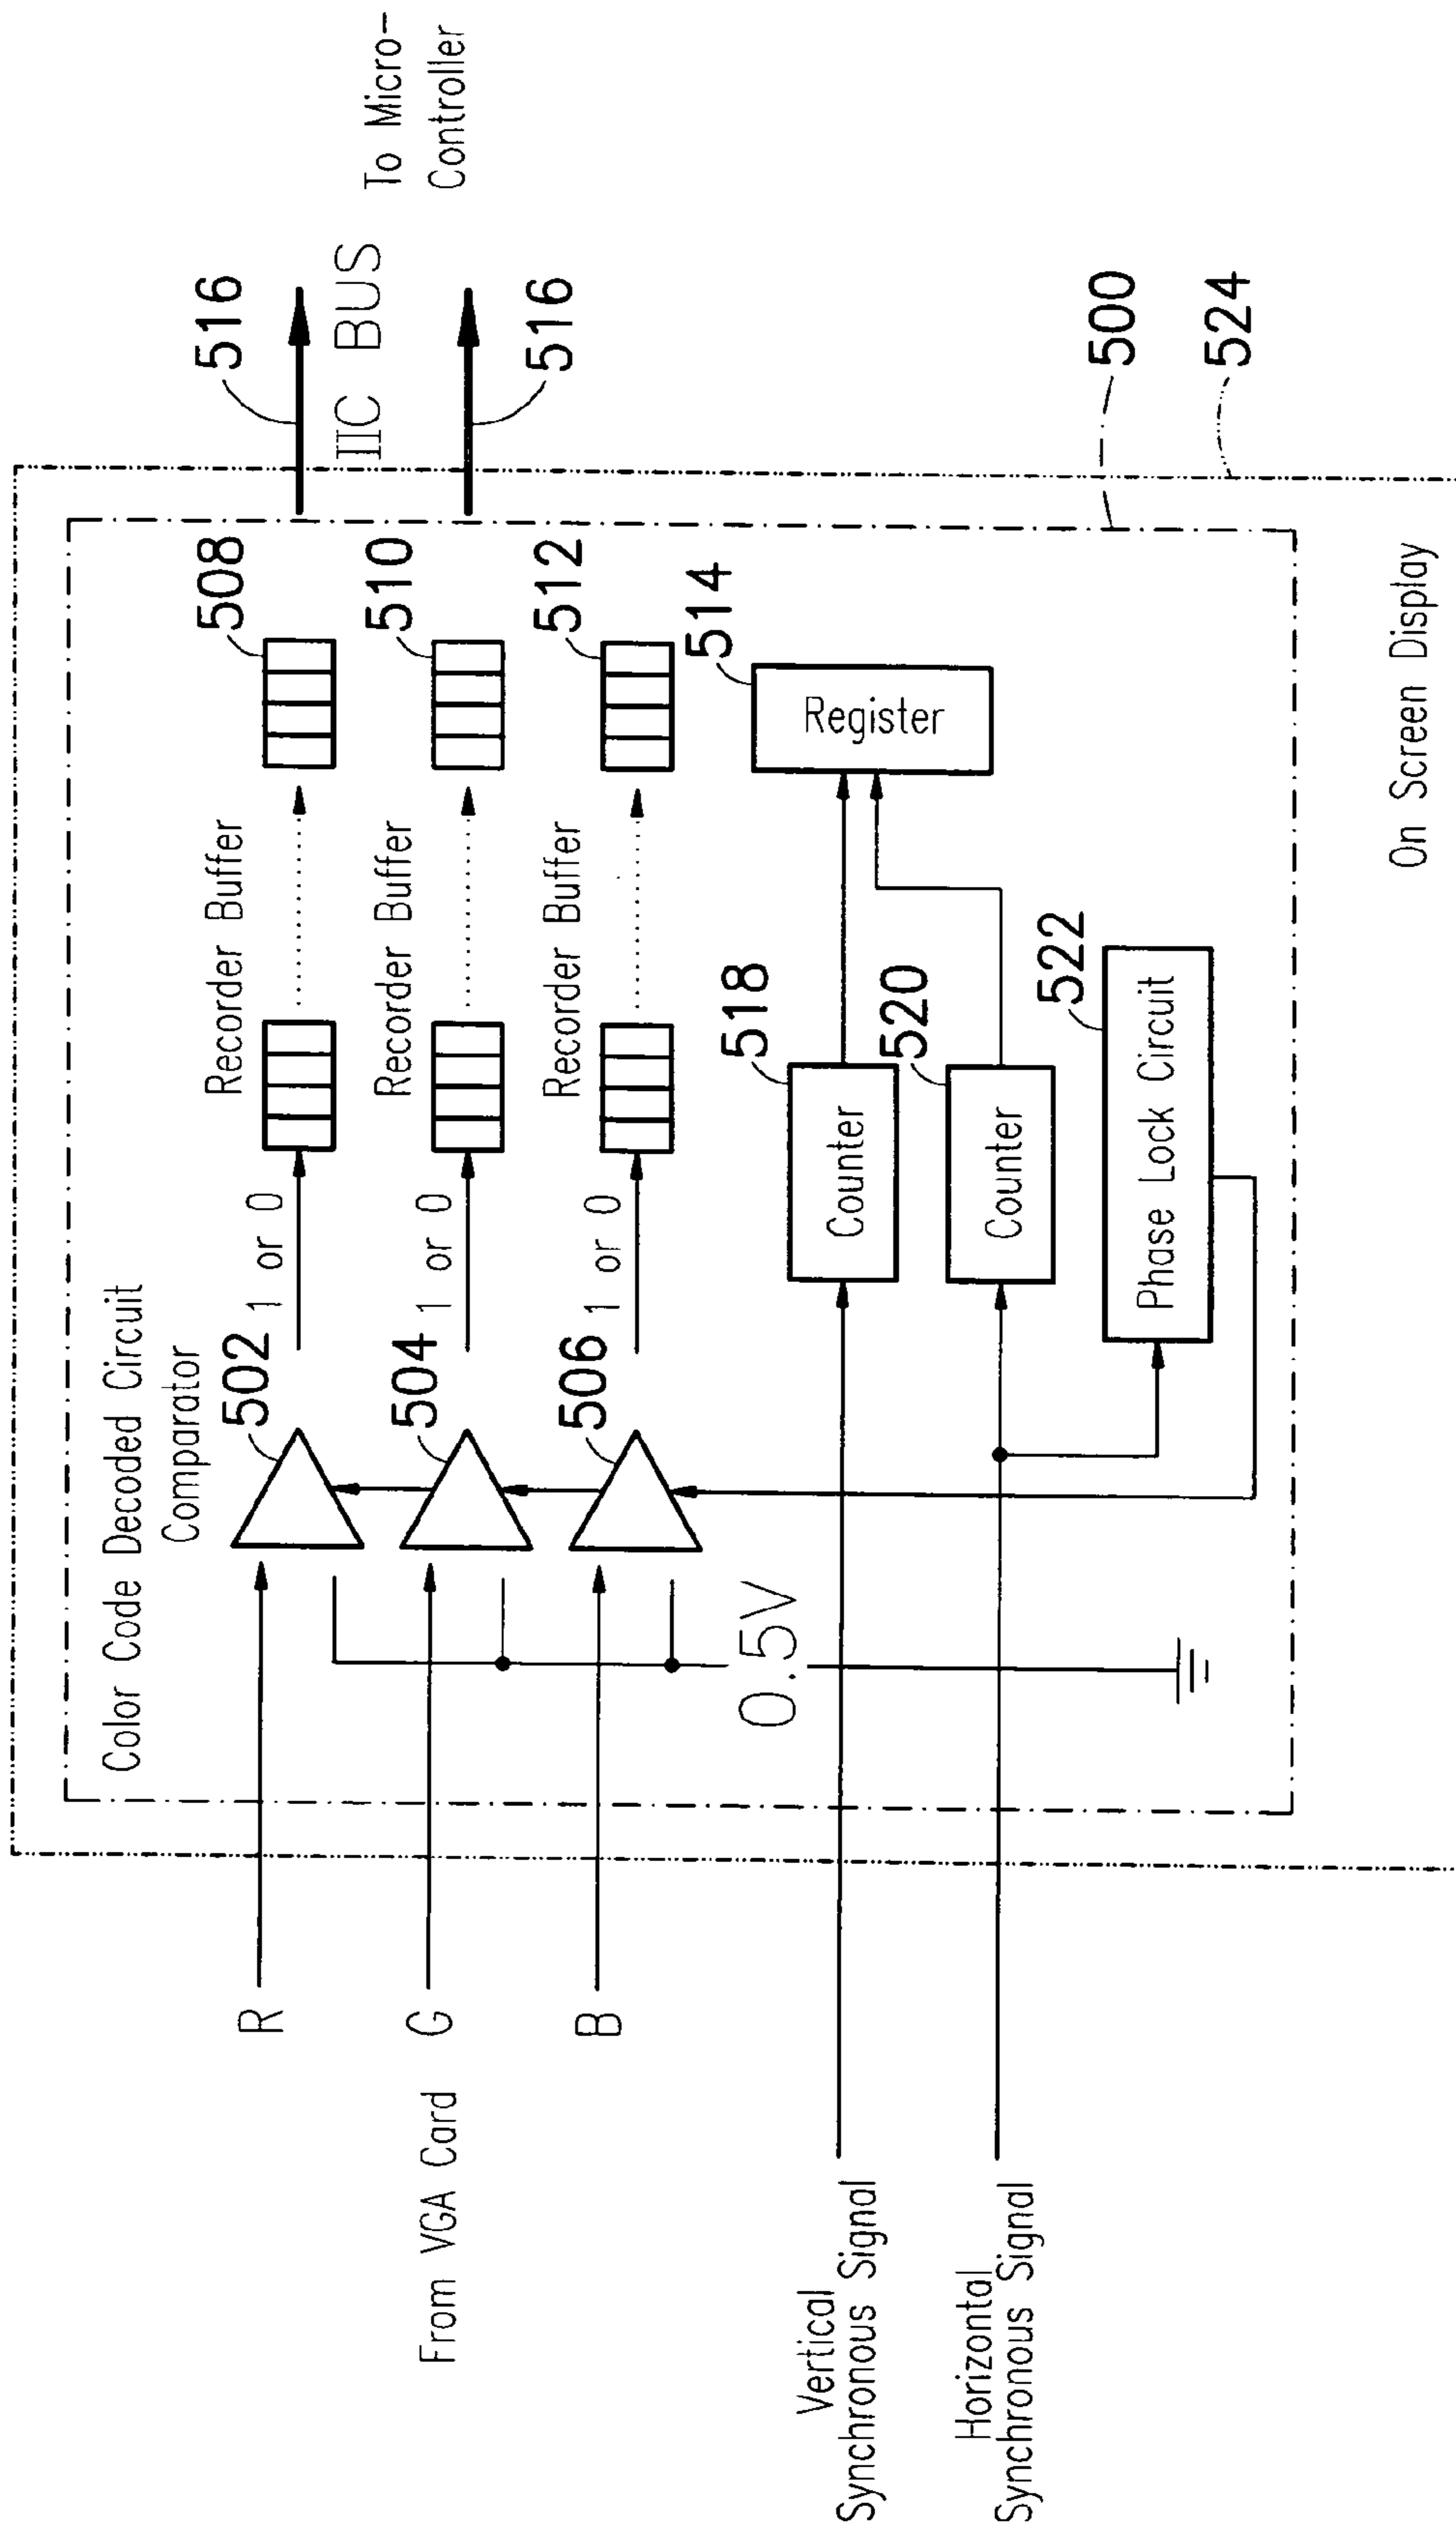 Color Code Decoded Circuit
Comparator
R
502
1 or 0
Recorder Buffer
508
516
IIC BUS
From VGA Card
G
504
1 or 0
Recorder Buffer
510
516
To Micro-
Controller
B
506
1 or 0
Recorder Buffer
512
0.5V
Vertical
Synchronous Signal
Counter
518
Register
514
Horizontal
Synchronous Signal
Counter
520
Phase Lock Circuit
522
500
524
On Screen Display